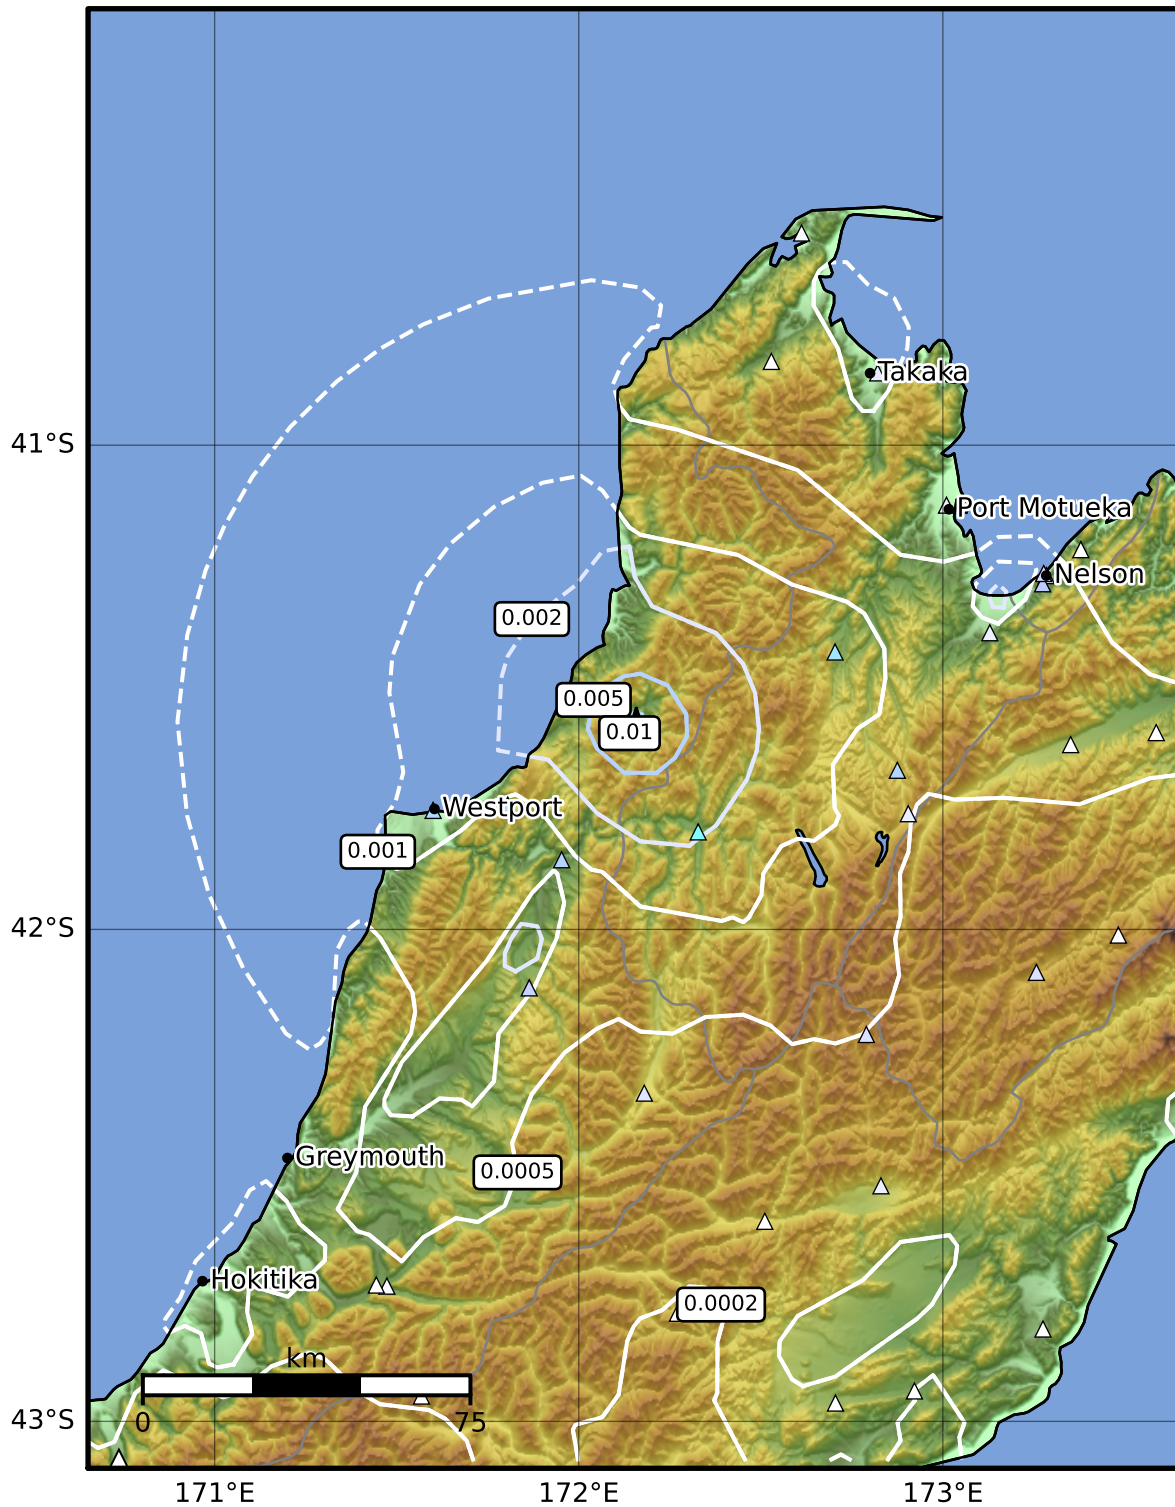 Takaka
41°S
Port Motueka
Nelson
0.002
0.005
0.01
Westport
0.001
42°S
Greymouth
0.0005
Hokitika
0.0002
km
0
75
43°S
171°E
172°E
173°E